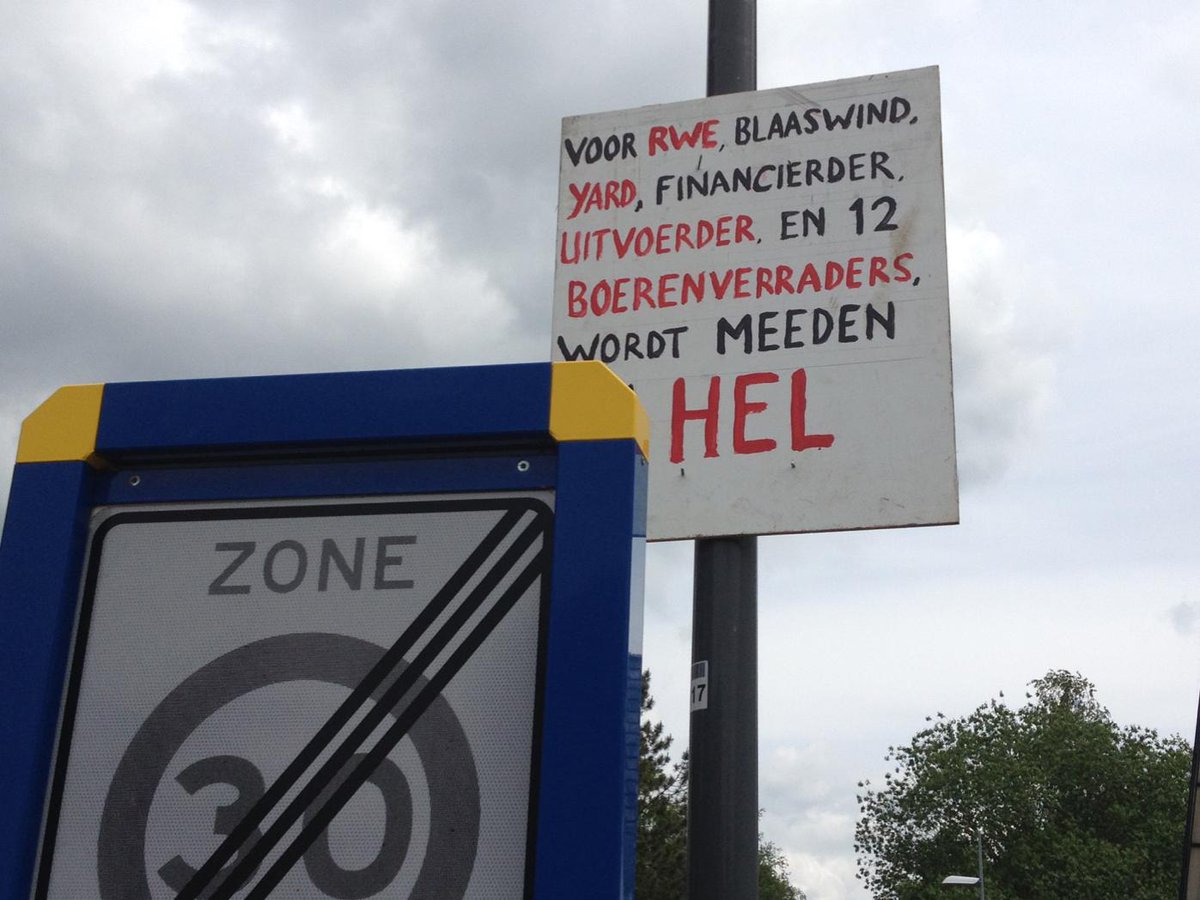 VOOR RWE, BLAASWIND,
YARD, FINANCIERDER,
UITVOERDER, EN 12
BOERENVERRADERS,
WORDT MEEDEN
HEL
ZONE
30
17